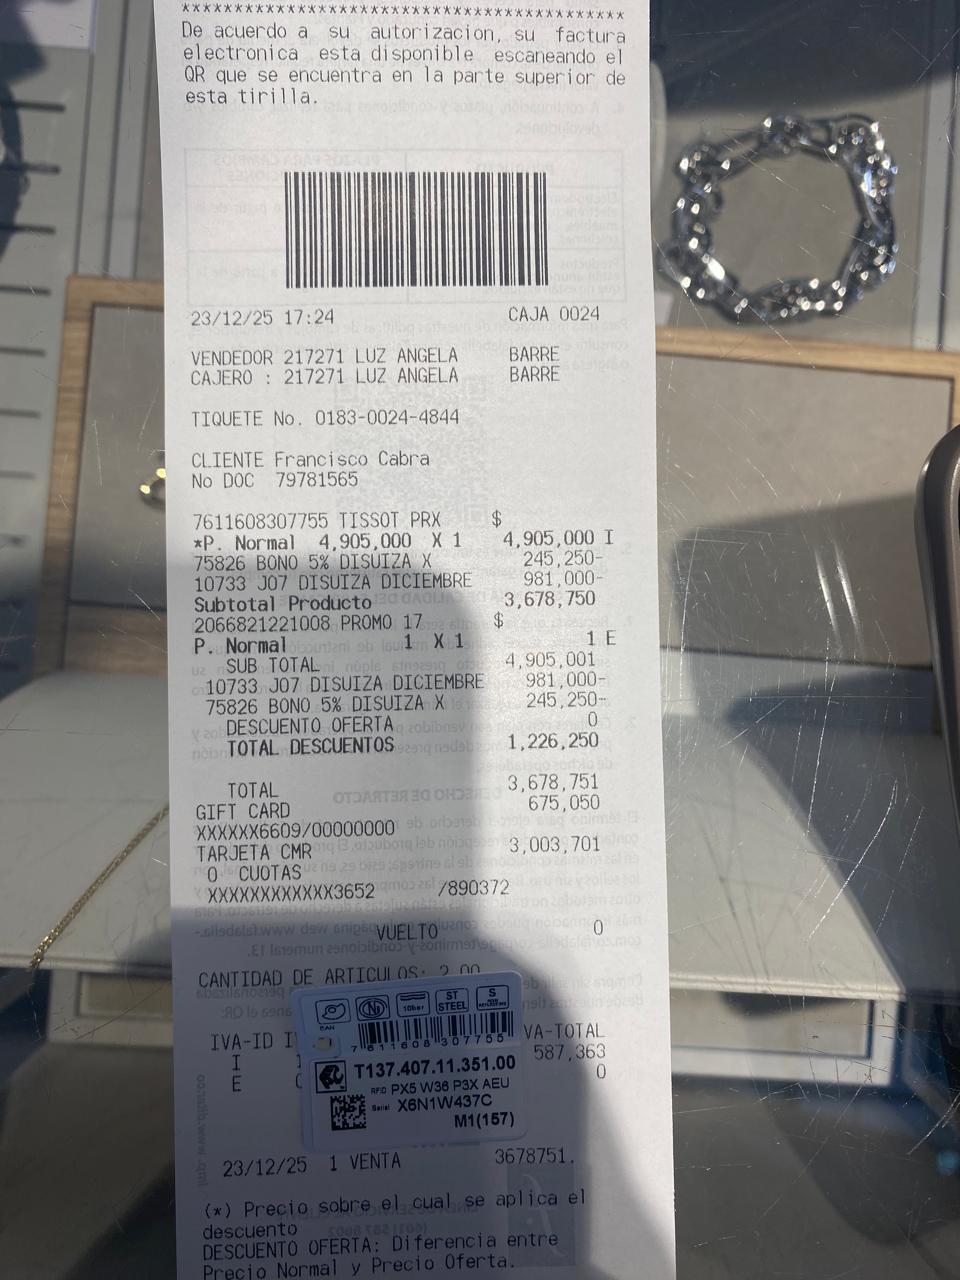 ****************************************
De acuerdo a su autorizacion, su factura
electronica esta disponible escaneando el
QR que se encuentra en la parte superior de
esta tirilla.
23/12/25 17:24 CAJA 0024
VENDEDOR 217271 LUZ ANGELA BARRE
CAJERO : 217271 LUZ ANGELA BARRE
TIQUETE No. 0183-0024-4844
CLIENTE Francisco Cabra
No DOC 79781565
7611608307755 TISSOT PRX $
*P. Normal 4,905,000 X 1 4,905,000 I
75826 BONO 5% DISUIZA X 245,250-
10733 J07 DISUIZA DICIEMBRE 981,000-
Subtotal Producto 3,678,750
2066821221008 PROMO 17 $
P. Normal 1 X 1 1 E
SUB TOTAL 4,905,001
10733 J07 DISUIZA DICIEMBRE 981,000-
75826 BONO 5% DISUIZA X 245,250-
DESCUENTO OFERTA 0
TOTAL DESCUENTOS 1,226,250
TOTAL 3,678,751
GIFT CARD 675,050
XXXXXX6609/00000000
TARJETA CMR 3,003,701
0 CUOTAS
XXXXXXXXXXXX3652 /890372
VUELTO 0
CANTIDAD DE ARTICULOS: 2.00
IVA-ID I VA-TOTAL
I 587,363
E 0
10bar
ST
STEEL
S
EAN
7 611608 307755
T137.407.11.351.00
RFID PX5 W36 P3X AEU
Serial X6N1W437C
M1(157)
23/12/25 1 VENTA 3678751.
(*) Precio sobre el cual se aplica el
descuento
DESCUENTO OFERTA: Diferencia entre
Precio Normal y Precio Oferta.